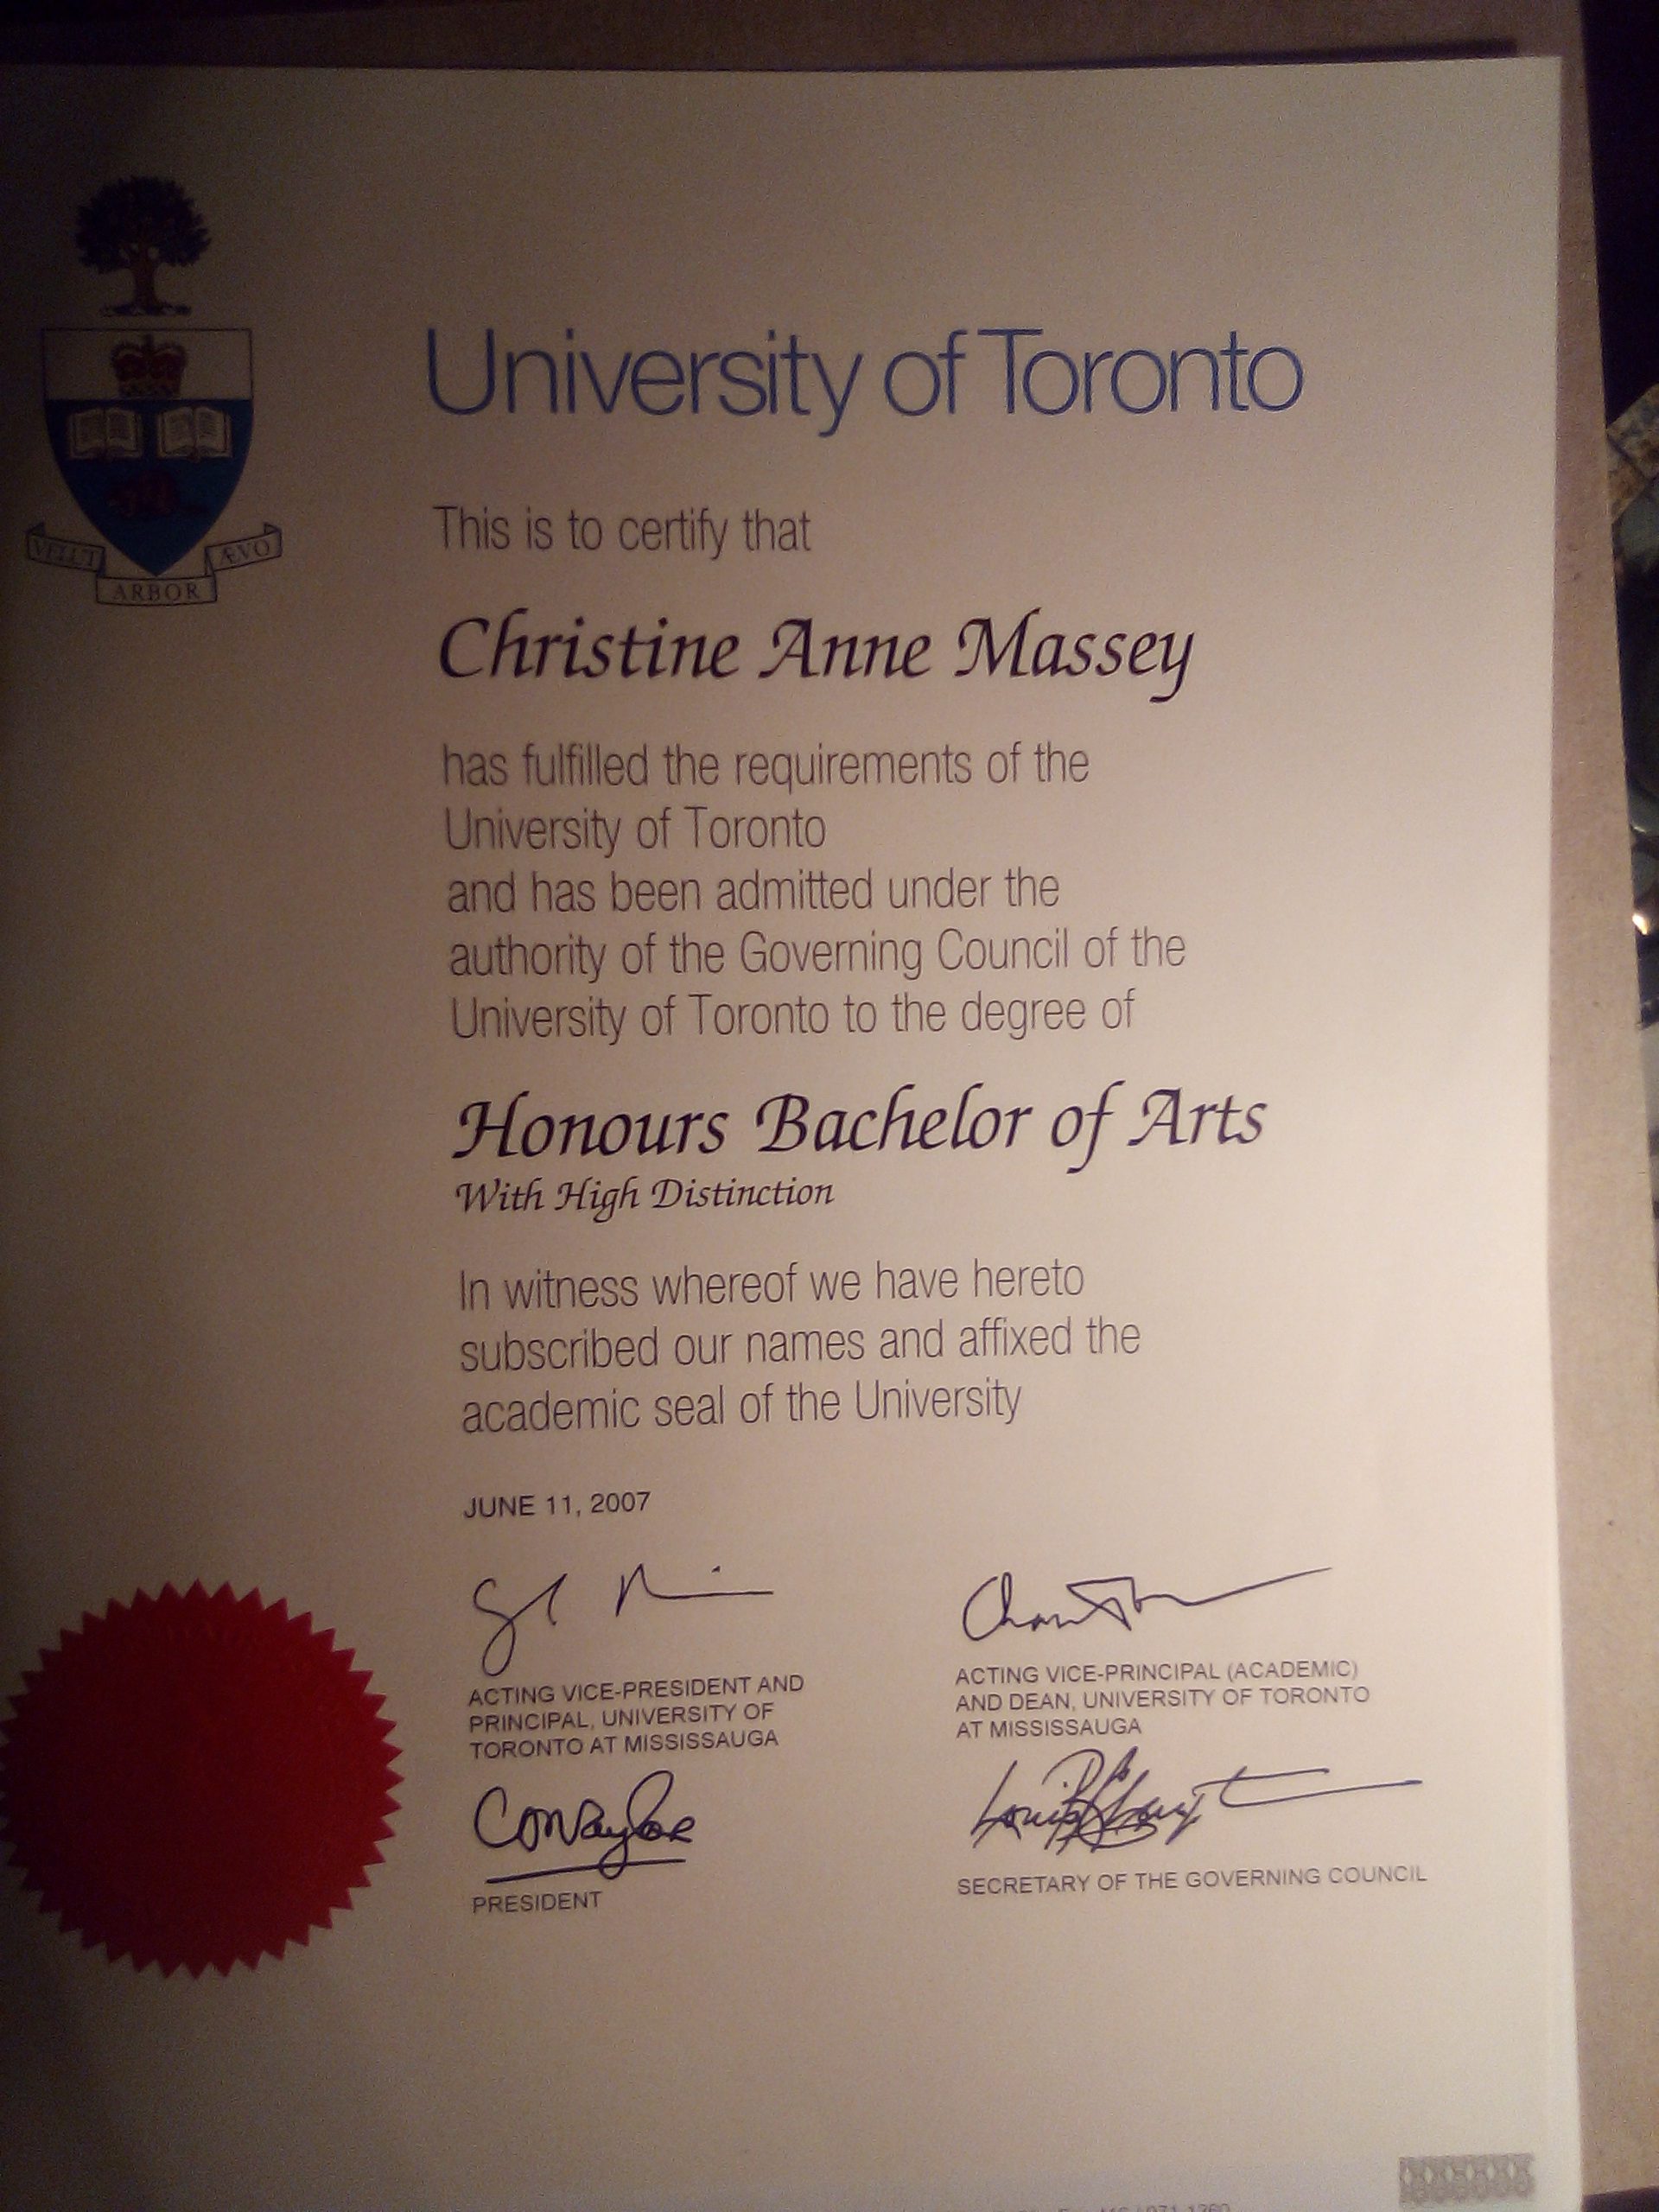 University of Toronto
VELUT ARBOR ÆVO
This is to certify that
Christine Anne Massey
has fulfilled the requirements of the
University of Toronto
and has been admitted under the
authority of the Governing Council of the
University of Toronto to the degree of
Honours Bachelor of Arts
With High Distinction
In witness whereof we have hereto
subscribed our names and affixed the
academic seal of the University
JUNE 11, 2007
ACTING VICE-PRESIDENT AND
PRINCIPAL, UNIVERSITY OF
TORONTO AT MISSISSAUGA
ACTING VICE-PRINCIPAL (ACADEMIC)
AND DEAN, UNIVERSITY OF TORONTO
AT MISSISSAUGA
PRESIDENT
SECRETARY OF THE GOVERNING COUNCIL